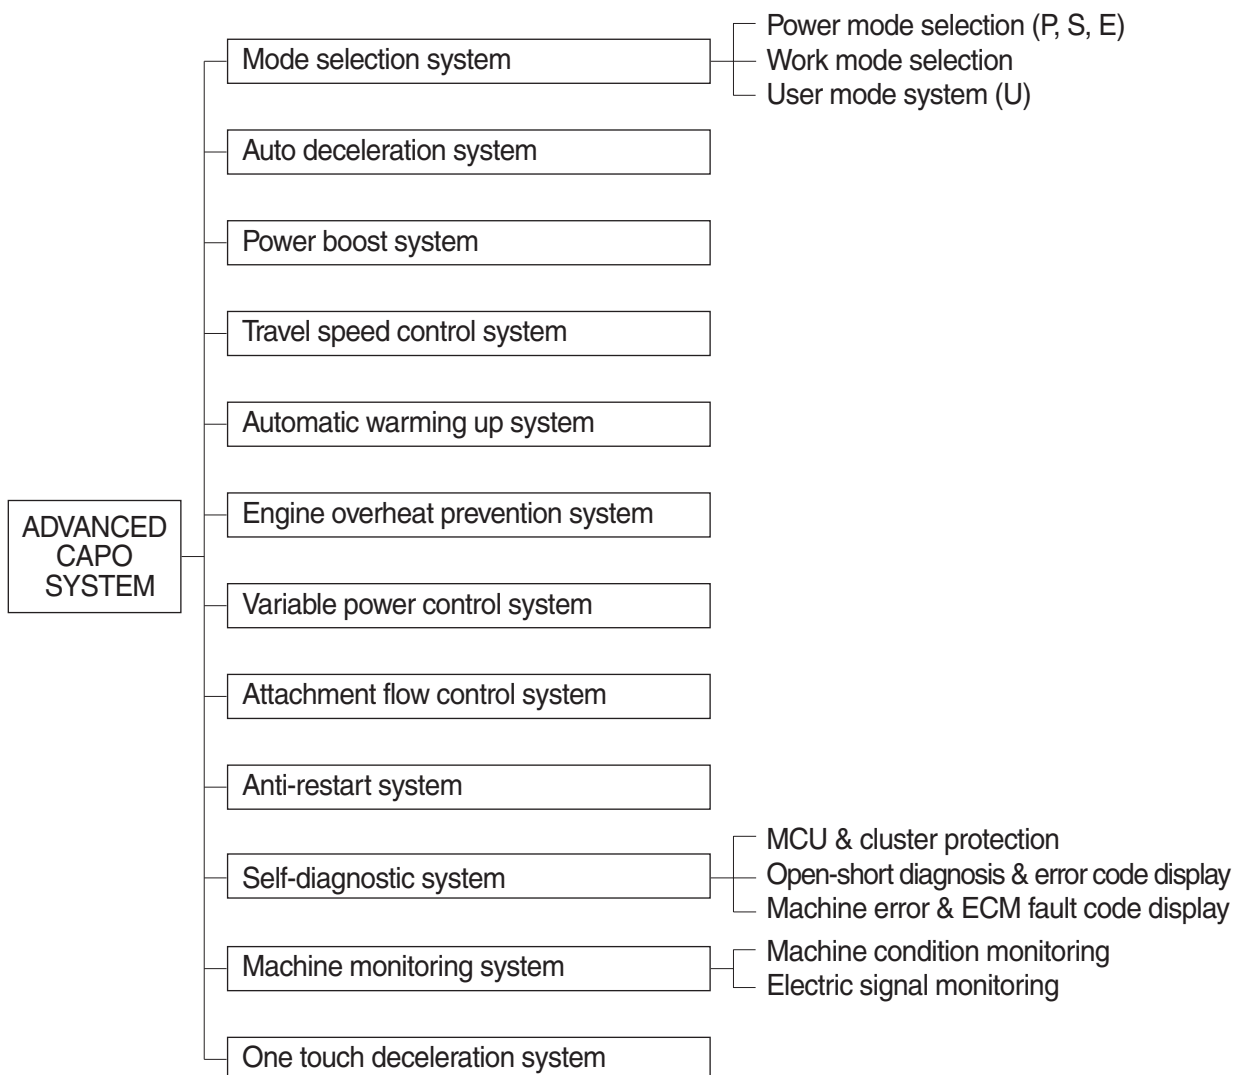 Mode selection system
Power mode selection (P, S, E)
Work mode selection
User mode system (U)
Auto deceleration system
Power boost system
Travel speed control system
Automatic warming up system
Engine overheat prevention system
ADVANCED
CAPO
SYSTEM
Variable power control system
Attachment flow control system
Anti-restart system
Self-diagnostic system
MCU & cluster protection
Open-short diagnosis & error code display
Machine error & ECM fault code display
Machine monitoring system
Machine condition monitoring
Electric signal monitoring
One touch deceleration system